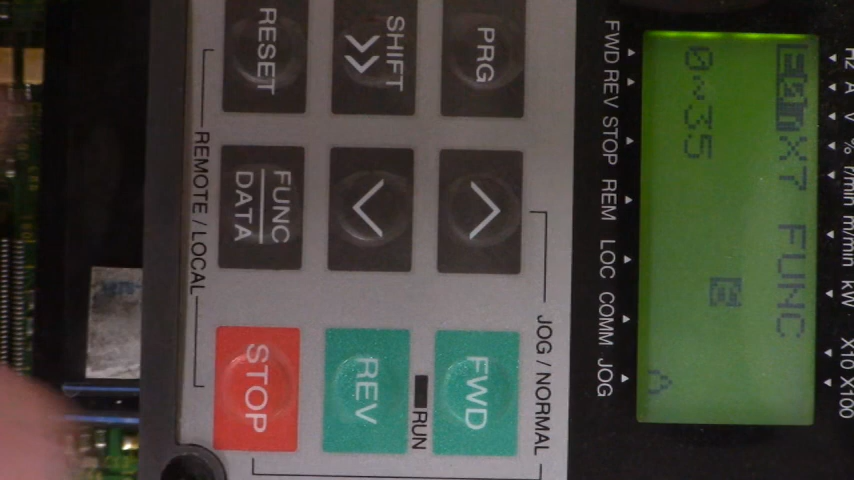 Hz A V % r/min m/min kW X10 X100
X7 FUNC
0~35
FWD REV STOP REM LOC COMM JOG
JOG / NORMAL
PRG
FWD
RUN
SHIFT
REV
RESET
FUNC
DATA
STOP
REMOTE / LOCAL